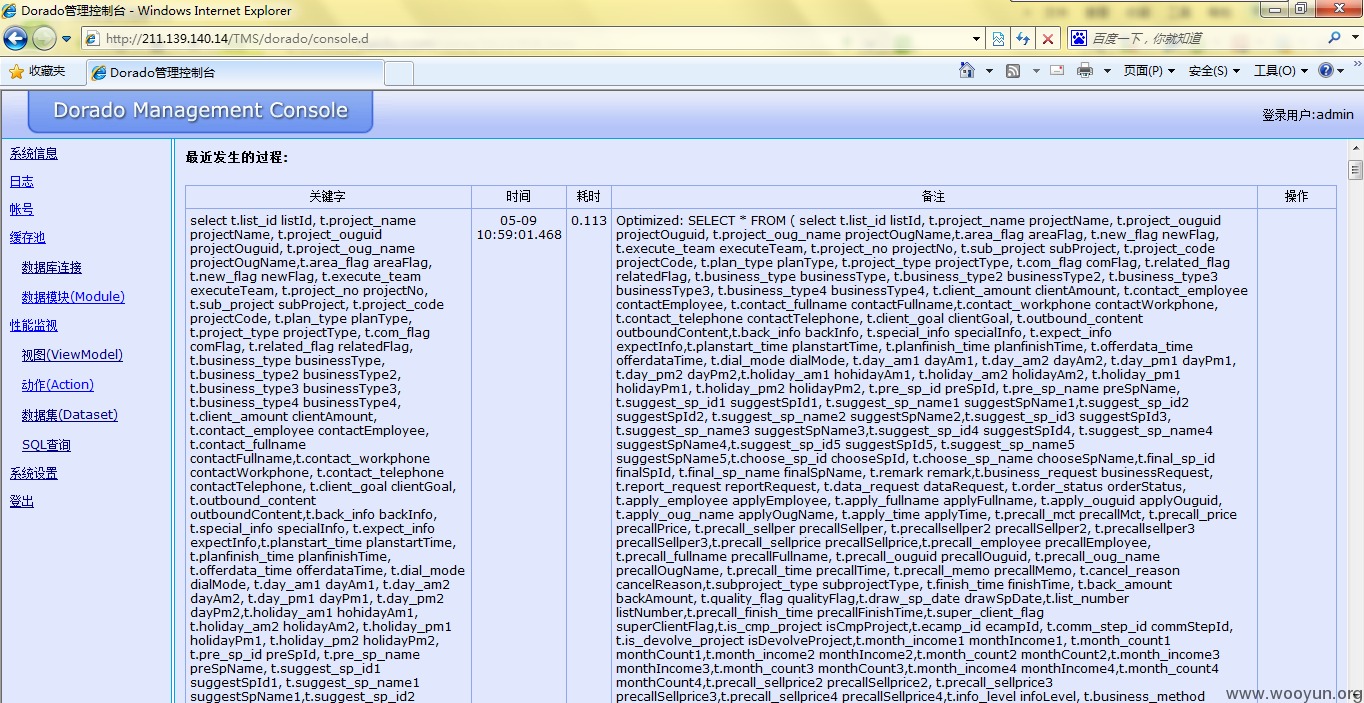 Dorado管理控制台 - Windows Internet Explorer
http://211.139.140.14/TMS/dorado/console.d
百度一下，你就知道
收藏夹
Dorado管理控制台
页面(P)
安全(S)
工具(O)
Dorado Management Console
登录用户:admin
系统信息
日志
帐号
缓存池
数据库连接
数据模块(Module)
性能监视
视图(ViewModel)
动作(Action)
数据集(Dataset)
SQL查询
系统设置
登出
最近发生的过程:
关键字
时间
耗时
备注
操作
select t.list_id listId, t.project_name
projectName, t.project_ouguid
projectOuguid, t.project_oug_name
projectOugName,t.area_flag areaFlag,
t.new_flag newFlag, t.execute_team
executeTeam, t.project_no projectNo,
t.sub_project subProject, t.project_code
projectCode, t.plan_type planType,
t.project_type projectType, t.com_flag
comFlag, t.related_flag relatedFlag,
t.business_type businessType,
t.business_type2 businessType2,
t.business_type3 businessType3,
t.business_type4 businessType4,
t.client_amount clientAmount,
t.contact_employee contactEmployee,
t.contact_fullname
contactFullname,t.contact_workphone
contactWorkphone, t.contact_telephone
contactTelephone, t.client_goal clientGoal,
t.outbound_content
outboundContent,t.back_info backInfo,
t.special_info specialInfo, t.expect_info
expectInfo,t.planstart_time planstartTime,
t.planfinish_time planfinishTime,
t.offerdata_time offerdataTime, t.dial_mode
dialMode, t.day_am1 dayAm1, t.day_am2
dayAm2, t.day_pm1 dayPm1, t.day_pm2
dayPm2,t.holiday_am1 hohidayAm1,
t.holiday_am2 holidayAm2, t.holiday_pm1
holidayPm1, t.holiday_pm2 holidayPm2,
t.pre_sp_id preSpId, t.pre_sp_name
preSpName, t.suggest_sp_id1
suggestSpId1, t.suggest_sp_name1
suggestSpName1,t.suggest_sp_id2
05-09
10:59:01.468
0.113
Optimized: SELECT * FROM ( select t.list_id listId, t.project_name projectName, t.project_ouguid
projectOuguid, t.project_oug_name projectOugName,t.area_flag areaFlag, t.new_flag newFlag,
t.execute_team executeTeam, t.project_no projectNo, t.sub_project subProject, t.project_code
projectCode, t.plan_type planType, t.project_type projectType, t.com_flag comFlag, t.related_flag
relatedFlag, t.business_type businessType, t.business_type2 businessType2, t.business_type3
businessType3, t.business_type4 businessType4, t.client_amount clientAmount, t.contact_employee
contactEmployee, t.contact_fullname contactFullname,t.contact_workphone contactWorkphone,
t.contact_telephone contactTelephone, t.client_goal clientGoal, t.outbound_content
outboundContent,t.back_info backInfo, t.special_info specialInfo, t.expect_info
expectInfo,t.planstart_time planstartTime, t.planfinish_time planfinishTime, t.offerdata_time
offerdataTime, t.dial_mode dialMode, t.day_am1 dayAm1, t.day_am2 dayAm2, t.day_pm1 dayPm1,
t.day_pm2 dayPm2,t.holiday_am1 hohidayAm1, t.holiday_am2 holidayAm2, t.holiday_pm1
holidayPm1, t.holiday_pm2 holidayPm2, t.pre_sp_id preSpId, t.pre_sp_name preSpName,
t.suggest_sp_id1 suggestSpId1, t.suggest_sp_name1 suggestSpName1,t.suggest_sp_id2
suggestSpId2, t.suggest_sp_name2 suggestSpName2,t.suggest_sp_id3 suggestSpId3,
t.suggest_sp_name3 suggestSpName3,t.suggest_sp_id4 suggestSpId4, t.suggest_sp_name4
suggestSpName4,t.suggest_sp_id5 suggestSpId5, t.suggest_sp_name5
suggestSpName5,t.choose_sp_id chooseSpId, t.choose_sp_name chooseSpName,t.final_sp_id
finalSpId, t.final_sp_name finalSpName, t.remark remark,t.business_request businessRequest,
t.report_request reportRequest, t.data_request dataRequest, t.order_status orderStatus,
t.apply_employee applyEmployee, t.apply_fullname applyFullname, t.apply_ouguid applyOuguid,
t.apply_oug_name applyOugName, t.apply_time applyTime, t.precall_mct precallMct, t.precall_price
precallPrice, t.precall_sellper precallSellper, t.precallsellper2 precallSellper2, t.precallsellper3
precallSellPer3,t.precall_sellprice precallSellprice,t.precall_employee precallEmployee,
t.precall_fullname precallFullname, t.precall_ouguid precallOuguid, t.precall_oug_name
precallOugName, t.precall_time precallTime, t.precall_memo precallMemo, t.cancel_reason
cancelReason,t.subproject_type subprojectType, t.finish_time finishTime, t.back_amount
backAmount, t.quality_flag qualityFlag,t.draw_sp_date drawSpDate,t.list_number
listNumber,t.precall_finish_time precallFinishTime,t.super_client_flag
superClientFlag,t.is_cmp_project isCmpProject,t.ecamp_id ecampId, t.comm_step_id commStepId,
t.is_devolve_project isDevolveProject,t.month_income1 monthIncome1, t.month_count1
monthCount1,t.month_income2 monthIncome2,t.month_count2 monthCount2,t.month_income3
monthIncome3,t.month_count3 monthCount3,t.month_income4 monthIncome4,t.month_count4
monthCount4,t.precall_sellprice2 precallSellprice2, t.precall_sellprice3
precallSellprice3,t.precall_sellprice4 precallSellprice4,t.info_level infoLevel, t.business_method
www.wooyun.org